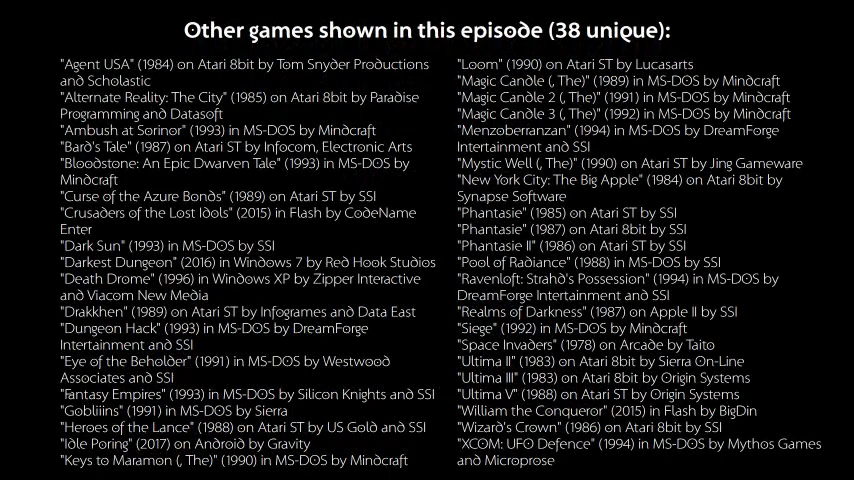 Other games shown in this episode (38 unique):
"Agent USA" (1984) on Atari 8bit by Tom Snyder Productions
and Scholastic
"Alternate Reality: The City" (1985) on Atari 8bit by Paradise
Programming and Datasoft
"Ambush at Sorinor" (1993) in MS-DOS by Mindcraft
"Bard's Tale" (1987) on Atari ST by Infocom, Electronic Arts
"Bloodstone: An Epic Dwarven Tale" (1993) in MS-DOS by
Mindcraft
"Curse of the Azure Bonds" (1989) on Atari ST by SSI
"Crusaders of the Lost Idols" (2015) in Flash by CodeName
Enter
"Dark Sun" (1993) in MS-DOS by SSI
"Darkest Dungeon" (2016) in Windows 7 by Red Hook Studios
"Death Drome" (1996) in Windows XP by Zipper Interactive
and Viacom New Media
"Drakkhen" (1989) on Atari ST by Infogrames and Data East
"Dungeon Hack" (1993) in MS-DOS by DreamForge
Intertainment and SSI
"Eye of the Beholder" (1991) in MS-DOS by Westwood
Associates and SSI
"Fantasy Empires" (1993) in MS-DOS by Silicon Knights and SSI
"Gobliiins" (1991) in MS-DOS by Sierra
"Heroes of the Lance" (1988) on Atari ST by US Gold and SSI
"Idle Poring" (2017) on Android by Gravity
"Keys to Maramon (, The)" (1990) in MS-DOS by Mindcraft
"Loom" (1990) on Atari ST by Lucasarts
"Magic Candle (, The)" (1989) in MS-DOS by Mindcraft
"Magic Candle 2 (, The)" (1991) in MS-DOS by Mindcraft
"Magic Candle 3 (, The)" (1992) in MS-DOS by Mindcraft
"Menzoberranzan" (1994) in MS-DOS by DreamForge
Intertainment and SSI
"Mystic Well (, The)" (1990) on Atari ST by Jing Gameware
"New York City: The Big Apple" (1984) on Atari 8bit by
Synapse Software
"Phantasie" (1985) on Atari ST by SSI
"Phantasie" (1987) on Atari 8bit by SSI
"Phantasie II" (1986) on Atari ST by SSI
"Pool of Radiance" (1988) in MS-DOS by SSI
"Ravenloft: Strahd's Possession" (1994) in MS-DOS by
DreamForge Intertainment and SSI
"Realms of Darkness" (1987) on Apple II by SSI
"Siege" (1992) in MS-DOS by Mindcraft
"Space Invaders" (1978) on Arcade by Taito
"Ultima II" (1983) on Atari 8bit by Sierra On-Line
"Ultima III" (1983) on Atari 8bit by Origin Systems
"Ultima V" (1988) on Atari ST by Origin Systems
"William the Conqueror" (2015) in Flash by BigDin
"Wizard's Crown" (1986) on Atari 8bit by SSI
"XCOM: UFO Defence" (1994) in MS-DOS by Mythos Games
and Microprose